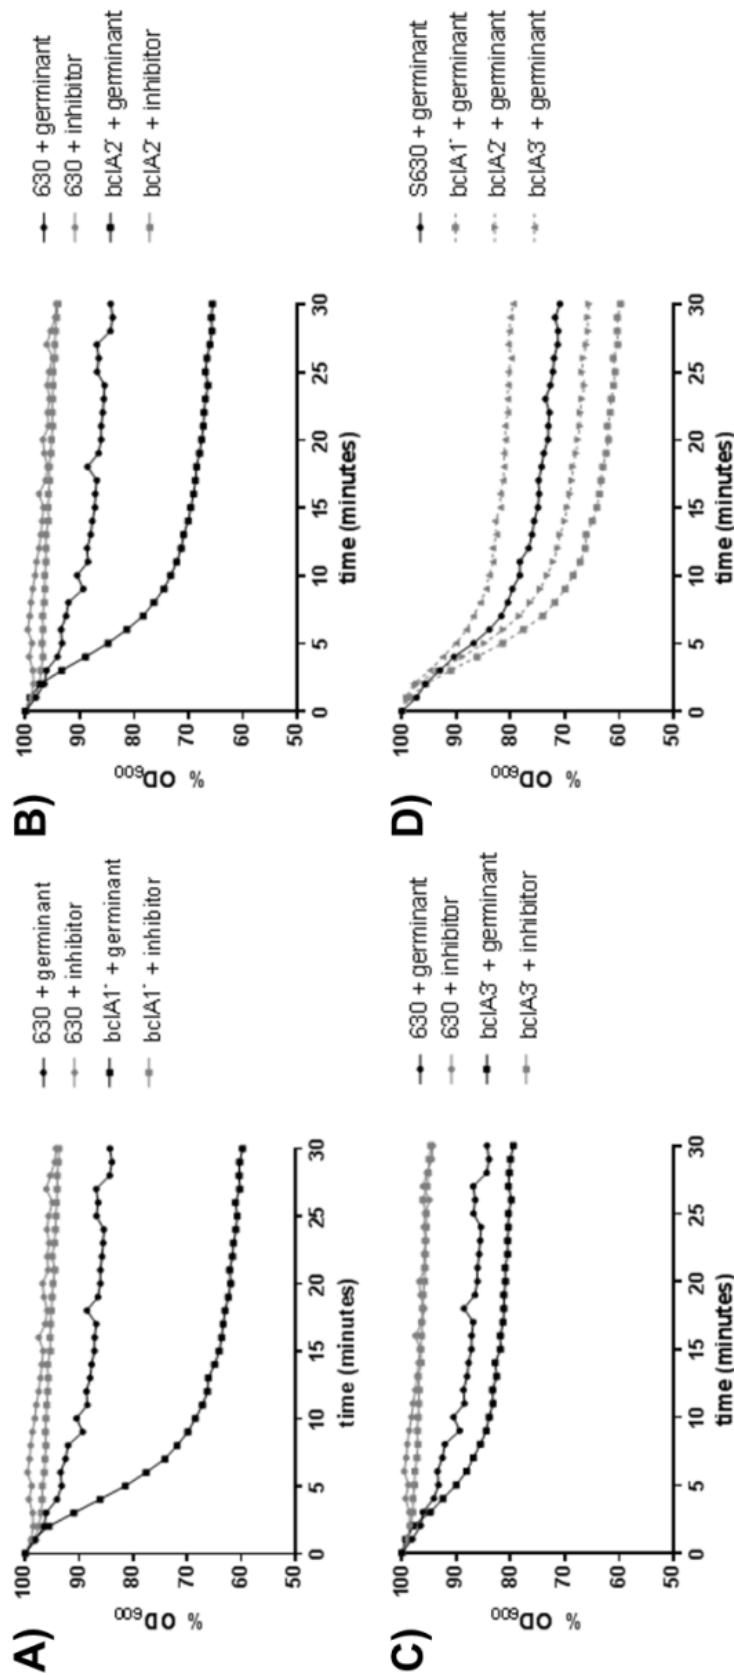 A)
% OD600
100
90
80
70
60
50
0 5 10 15 20 25 30
time (minutes)
630 + germinant
630 + inhibitor
bclA1- + germinant
bclA1- + inhibitor
B)
% OD600
100
90
80
70
60
50
0 5 10 15 20 25 30
time (minutes)
630 + germinant
630 + inhibitor
bclA2- + germinant
bclA2- + inhibitor
C)
% OD600
100
90
80
70
60
50
0 5 10 15 20 25 30
time (minutes)
630 + germinant
630 + inhibitor
bclA3- + germinant
bclA3- + inhibitor
D)
% OD600
100
90
80
70
60
50
0 5 10 15 20 25 30
time (minutes)
S630 + germinant
bclA1- + germinant
bclA2- + germinant
bclA3- + germinant